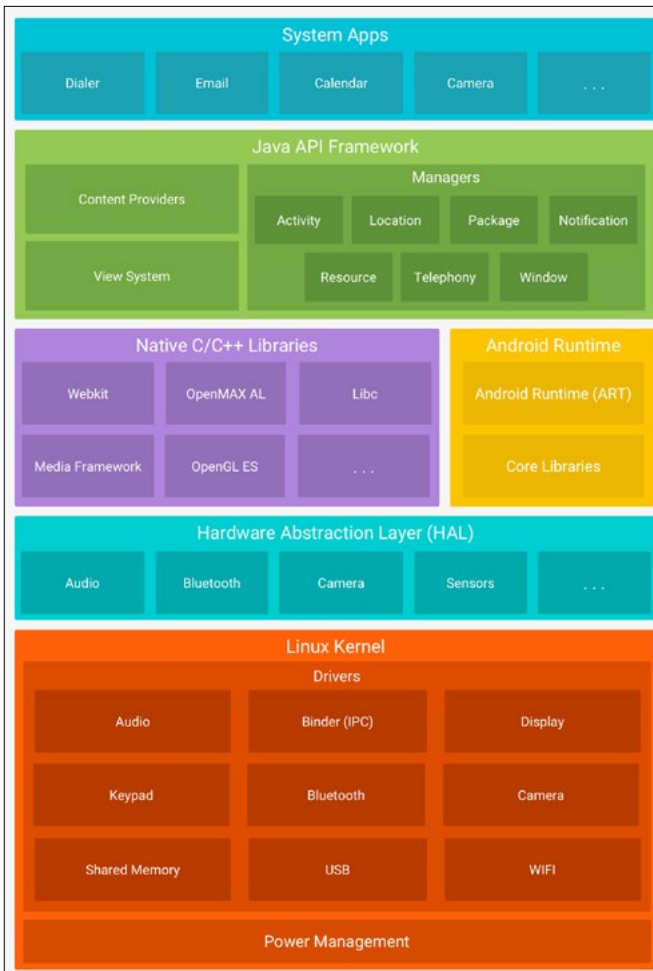 System Apps
Dialer Email Calendar Camera . . .
Java API Framework
Content Providers
View System
Managers
Activity Location Package Notification
Resource Telephony Window
Native C/C++ Libraries
Webkit OpenMAX AL Libc
Media Framework OpenGL ES . . .
Android Runtime
Android Runtime (ART)
Core Libraries
Hardware Abstraction Layer (HAL)
Audio Bluetooth Camera Sensors . . .
Linux Kernel
Drivers
Audio Binder (IPC) Display
Keypad Bluetooth Camera
Shared Memory USB WIFI
Power Management